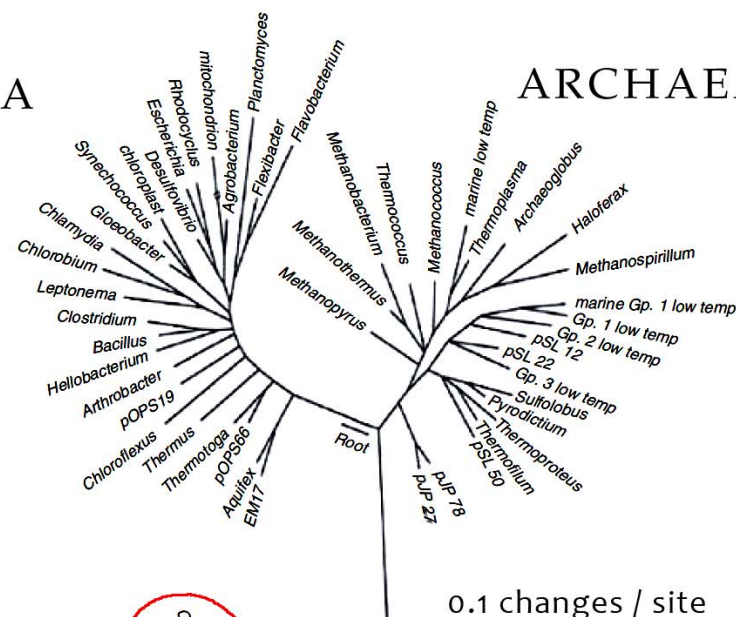 A
ARCHAEA
Planctomyces
Flavobacterium
mitochondrion
Rhodocyclus
Escherichia
Desulfovibrio
Agrobacterium
Flexibacter
chloroplast
Synechococcus
Gloeobacter
Chlamydia
Chlorobium
Leptonema
Clostridium
Bacillus
Heliobacterium
Arthrobacter
pOPS19
Chloroflexus
Thermus
Thermotoga
pOPS66
Aquifex
EM17
Root
Methanopyrus
Methanothermus
Methanobacterium
Thermococcus
Methanococcus
marine low temp
Thermoplasma
Archaeoglobus
Haloferax
Methanospirillum
marine Gp. 1 low temp
Gp. 1 low temp
Gp. 2 low temp
pSL 12
pSL 22
Gp. 3 low temp
Sulfolobus
Pyrodictium
Thermoproteus
Thermofilum
pSL 50
pJP 78
pJP 27
0.1 changes / site